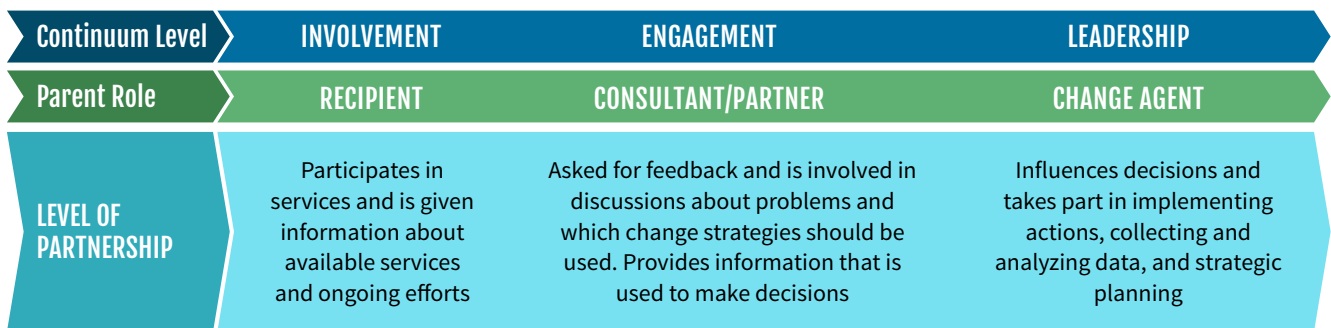 Continuum Level
INVOLVEMENT
ENGAGEMENT
LEADERSHIP
Parent Role
RECIPIENT
CONSULTANT/PARTNER
CHANGE AGENT
LEVEL OF
PARTNERSHIP
Participates in
services and is given
information about
available services
and ongoing efforts
Asked for feedback and is involved in
discussions about problems and
which change strategies should be
used. Provides information that is
used to make decisions
Influences decisions and
takes part in implementing
actions, collecting and
analyzing data, and strategic
planning